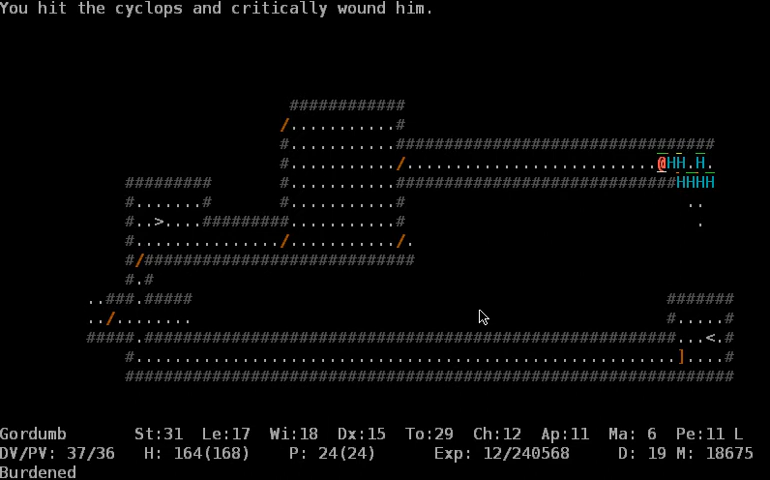 You hit the cyclops and critically wound him.
############
/...........#
#...........##################################
#.........../..........................@HH.H.
######### #...........##############################HHHH
#.......# #...........# ..
#..>....#########...........# .
#.............../.........../.
#/#############################
#.#
..###.##### #######
../........ #.....#
#####.#########################################################...<.#
#..........................................................]....#
################################################################
Gordumb St:31 Le:17 Wi:18 Dx:15 To:29 Ch:12 Ap:11 Ma: 6 Pe:11 L
DV/PV: 37/36 H: 164(168) P: 24(24) Exp: 12/240568 D: 19 M: 18675
Burdened